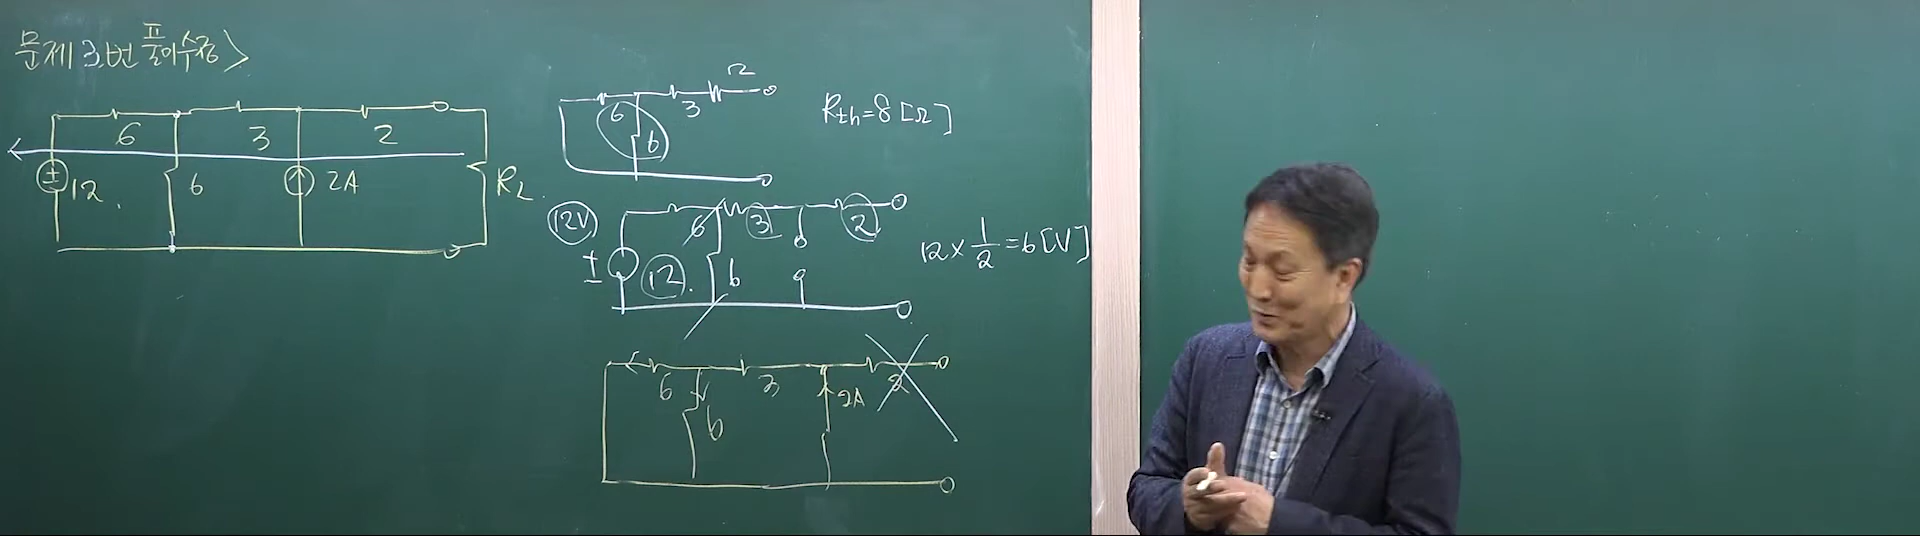 문제 3번 풀이수정>
6 3 2
± 12. 6 2A RL.
6 3 2
6
Rth=8[Ω]
12V 6 3 2
± 12. 6
12×1/2=6[V]
6 3 2A 2
6